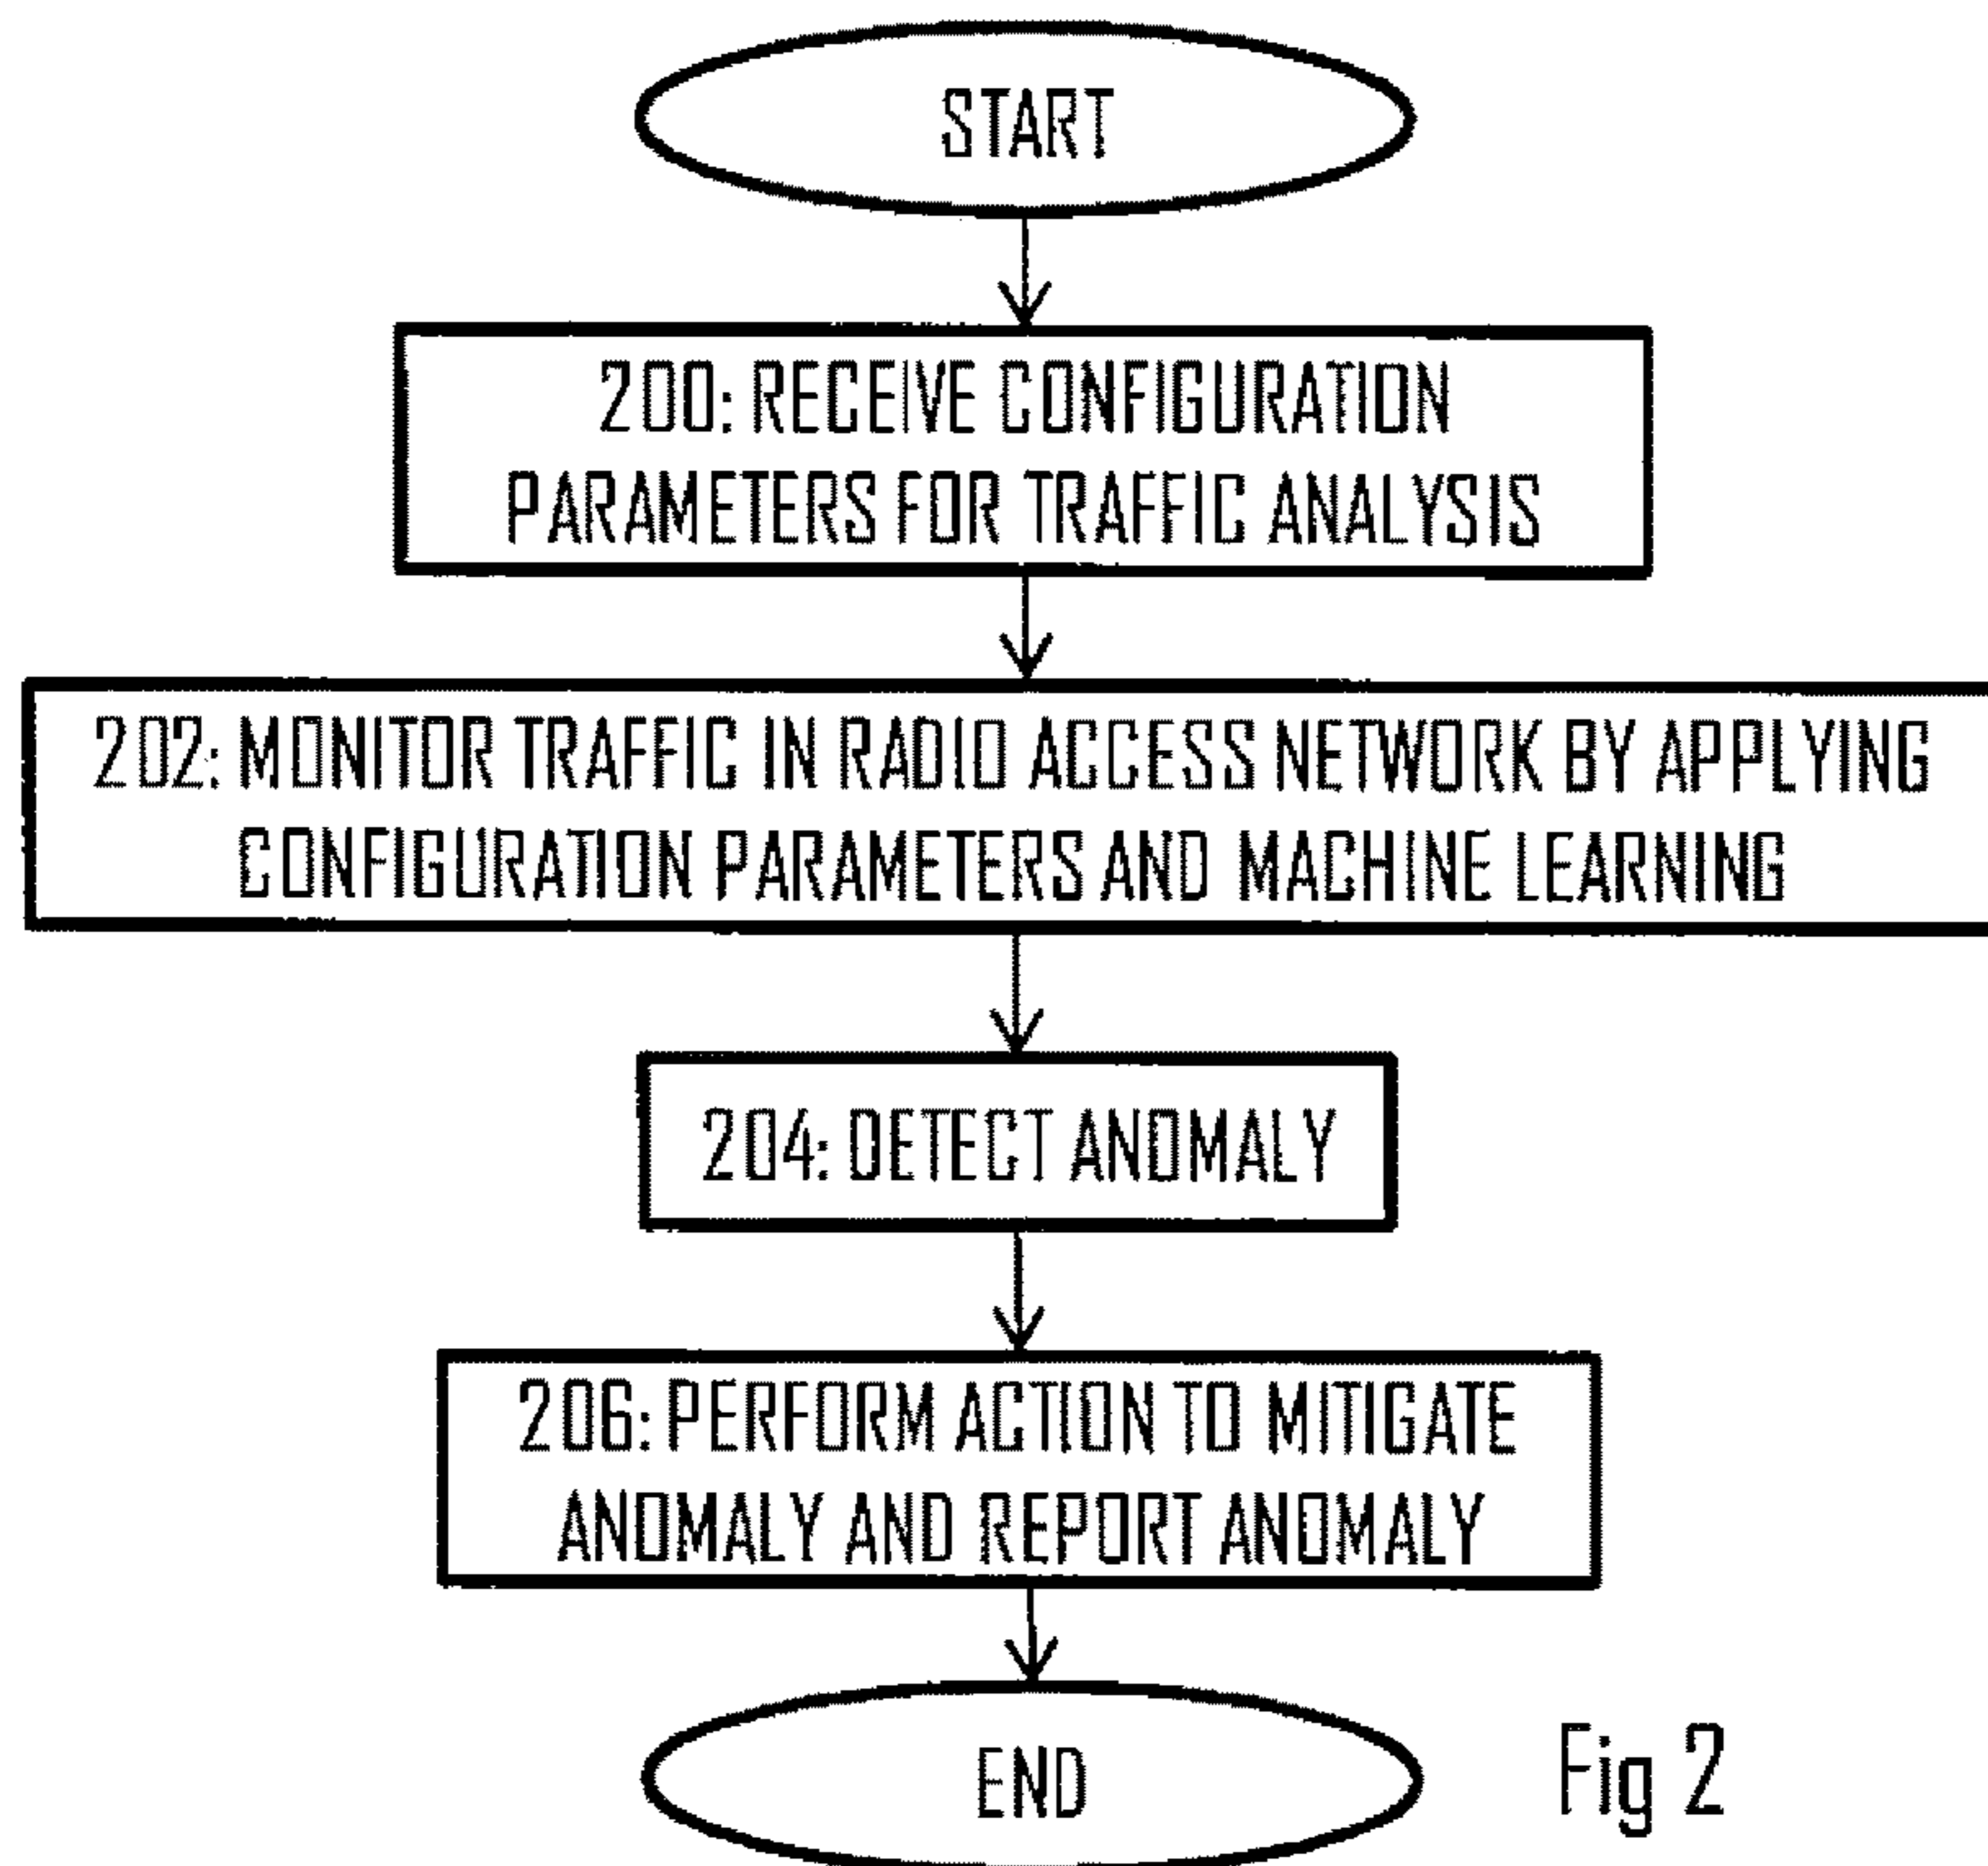 START
200: RECEIVE CONFIGURATION
PARAMETERS FOR TRAFFIC ANALYSIS
202: MONITOR TRAFFIC IN RADIO ACCESS NETWORK BY APPLYING
CONFIGURATION PARAMETERS AND MACHINE LEARNING
204: DETECT ANOMALY
206: PERFORM ACTION TO MITIGATE
ANOMALY AND REPORT ANOMALY
END
Fig 2